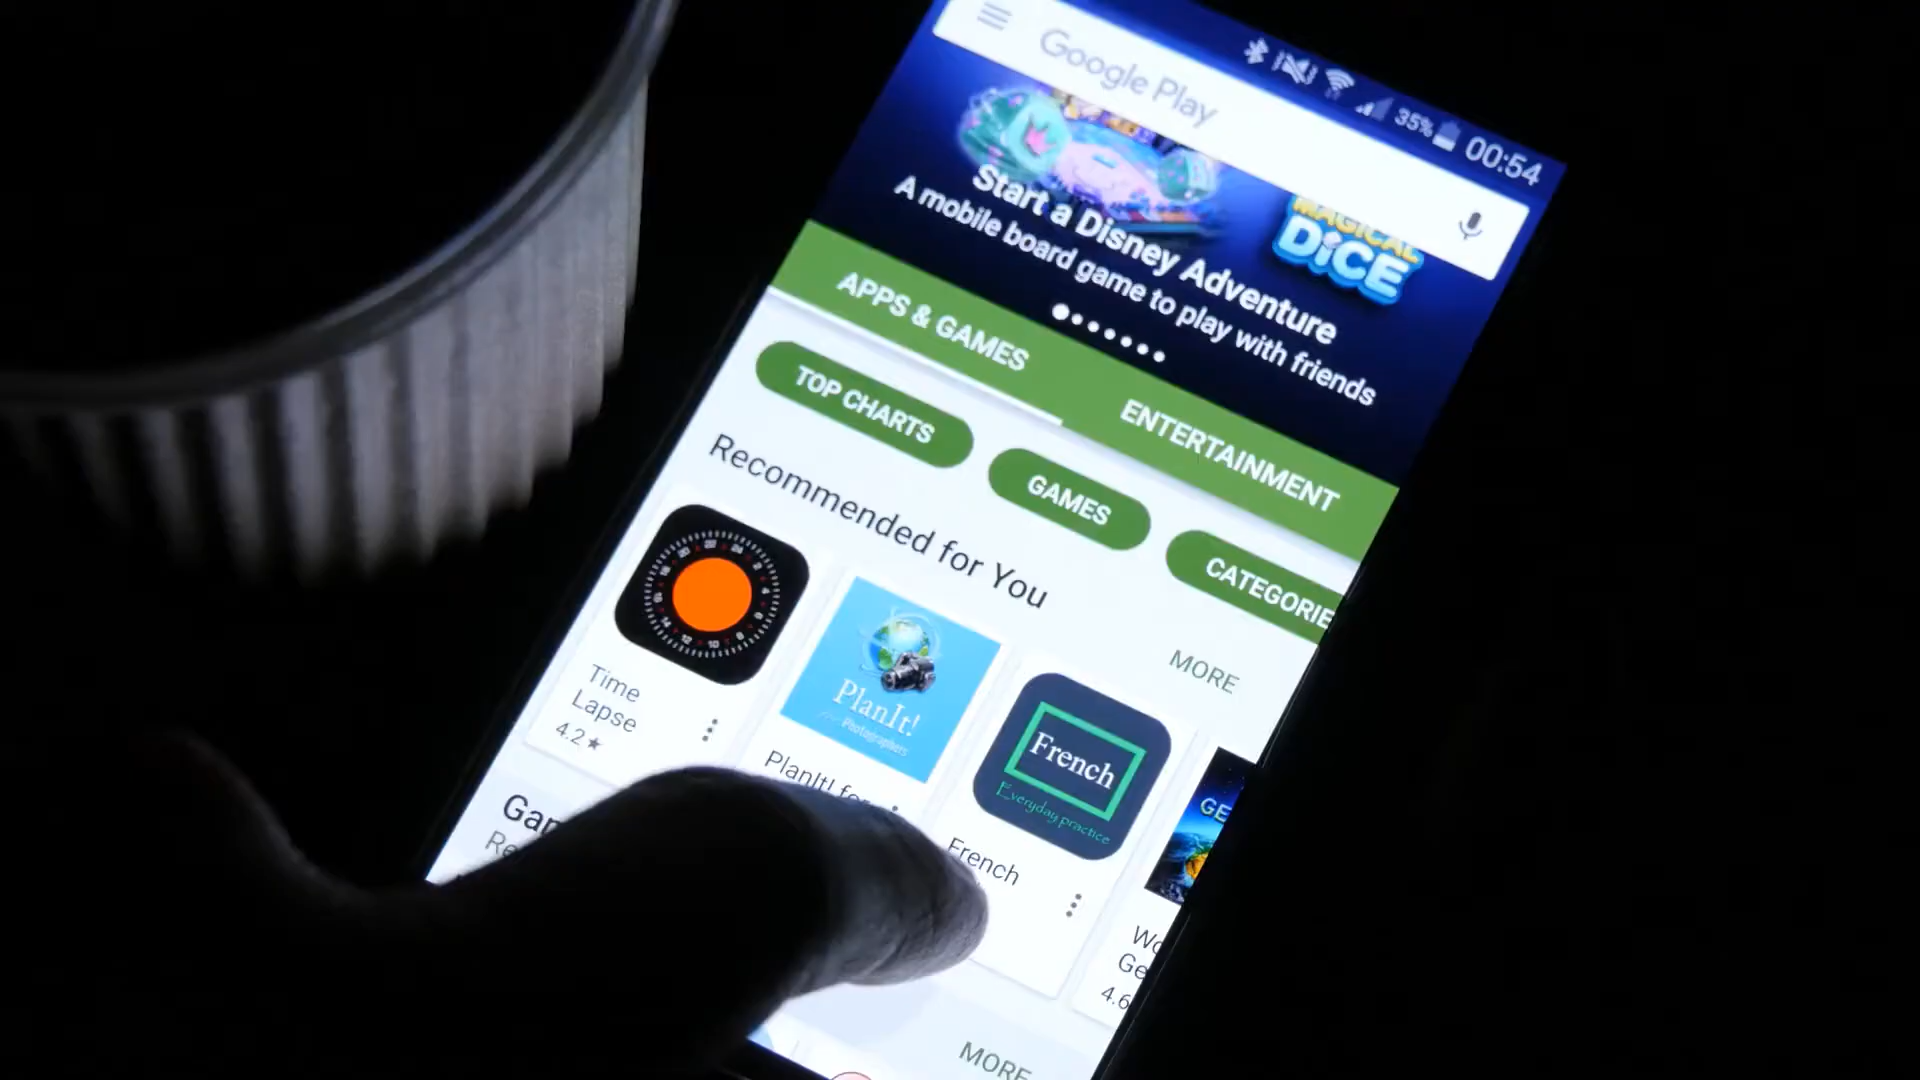 35% 00:54
Google Play
MAGICAL
DICE
Start a Disney Adventure
A mobile board game to play with friends
APPS & GAMES
ENTERTAINMENT
TOP CHARTS
GAMES
CATEGORIE
Recommended for You
MORE
PlanIt!
Photographers
French
Everyday practice
GE
Time
Lapse
4.2★
PlanIt! for
French
Wo
Ge
4.6
Gam
Re
MORE